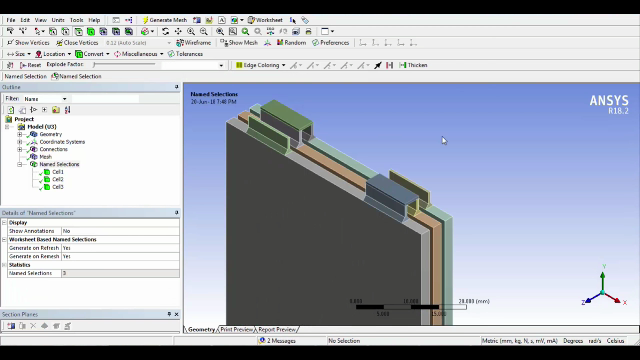 File Edit View Units Tools Help Generate Mesh Worksheet
Show Vertices Close Vertices 0.12 (Auto Scale) Wireframe Show Mesh Random Preferences
Size Location Convert Miscellaneous Tolerances
Reset Explode Factor: Edge Coloring Thicken
Named Selection Named Selection
Outline
Filter: Name
Project
Model (U3)
Geometry
Coordinate Systems
Connections
Mesh
Named Selections
Cell1
Cell2
Cell3
Details of "Named Selections"
Display
Show Annotations No
Worksheet Based Named Selections
Generate on Refresh Yes
Generate on Remesh Yes
Statistics
Named Selections 3
Section Planes
Named Selections
20-Jun-18 7:48 PM
ANSYS
R18.2
0.000 10.000 20.000 (mm)
5.000 15.000
Y
Z X
Geometry Print Preview Report Preview
2 Messages No Selection Metric (mm, kg, N, s, mV, mA) Degrees rad/s Celsius